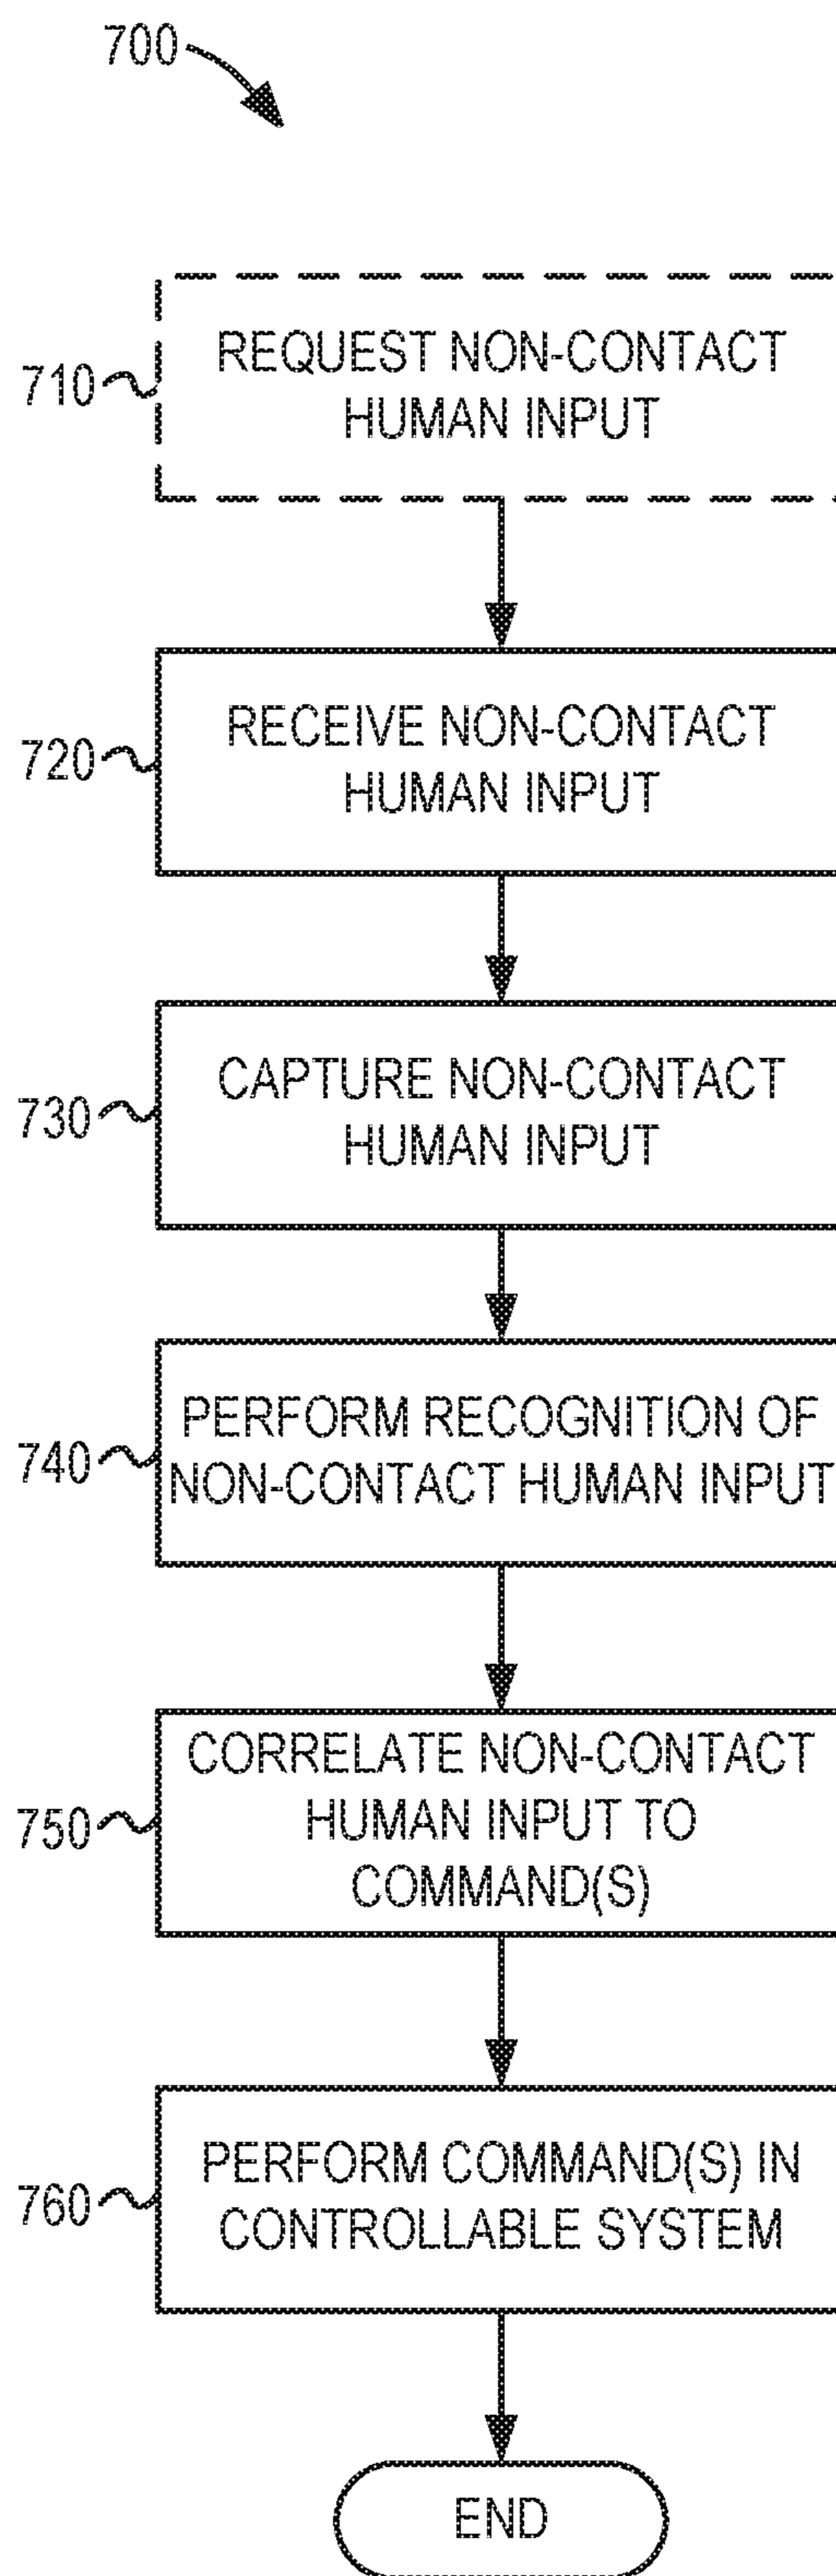 700
710
REQUEST NON-CONTACT
HUMAN INPUT
720
RECEIVE NON-CONTACT
HUMAN INPUT
730
CAPTURE NON-CONTACT
HUMAN INPUT
740
PERFORM RECOGNITION OF
NON-CONTACT HUMAN INPUT
750
CORRELATE NON-CONTACT
HUMAN INPUT TO
COMMAND(S)
760
PERFORM COMMAND(S) IN
CONTROLLABLE SYSTEM
END